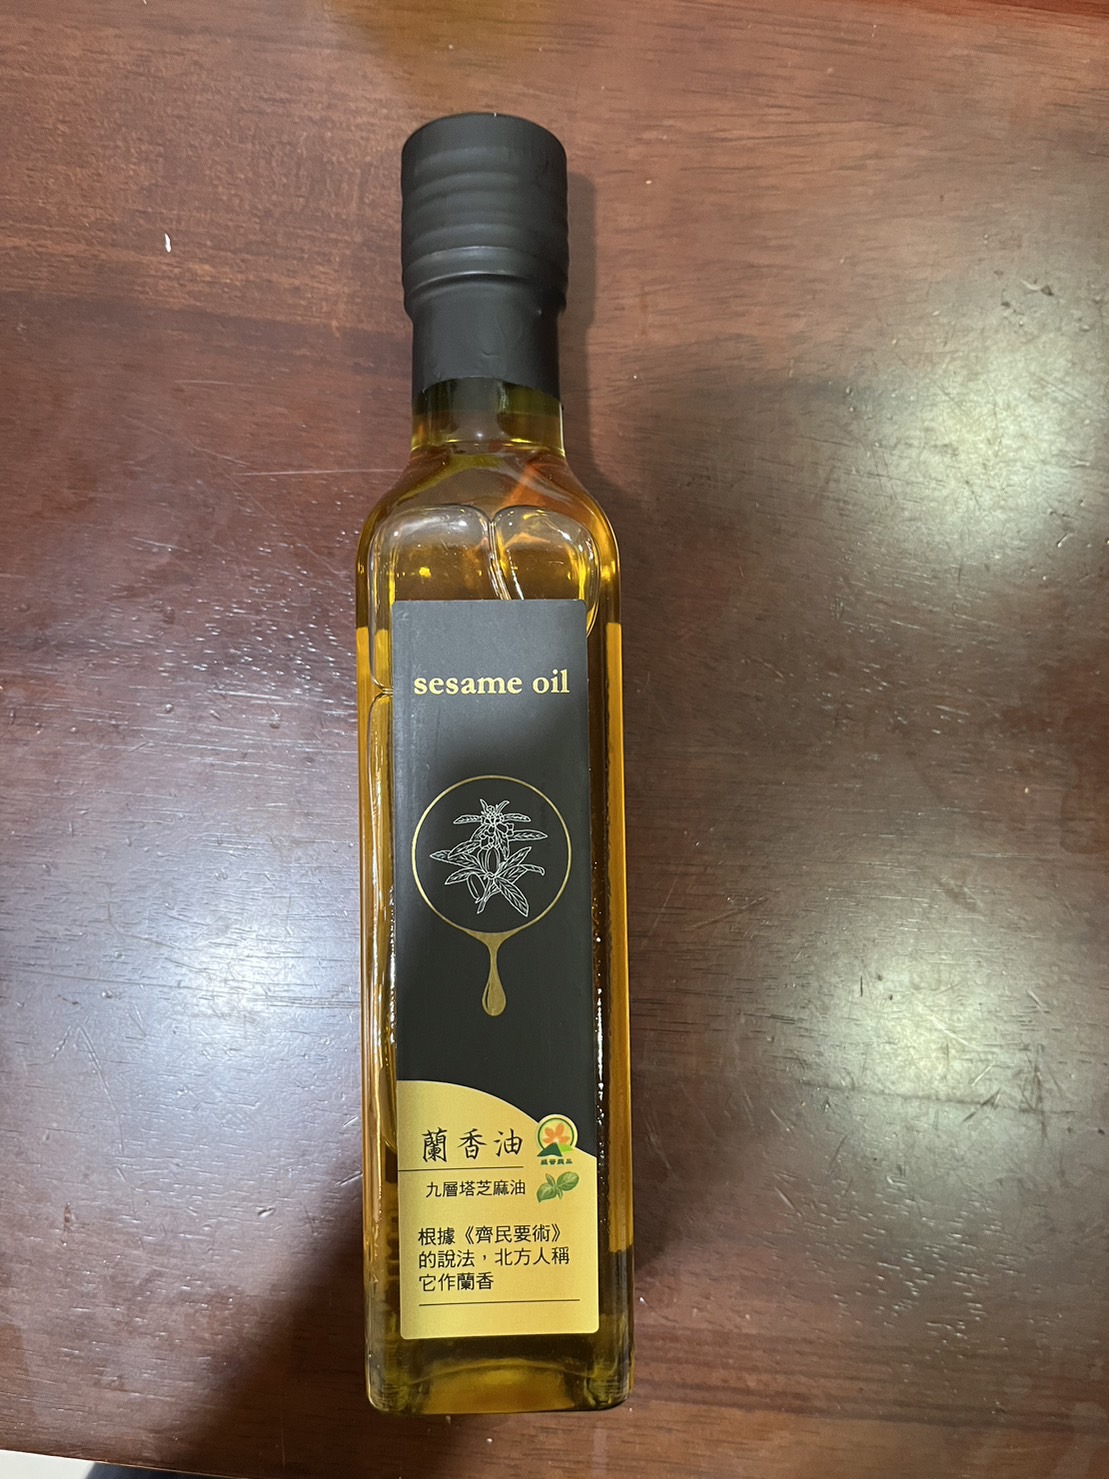 sesame oil
蘭香油
九層塔芝麻油
根據《齊民要術》
的說法，北方人稱
它作蘭香